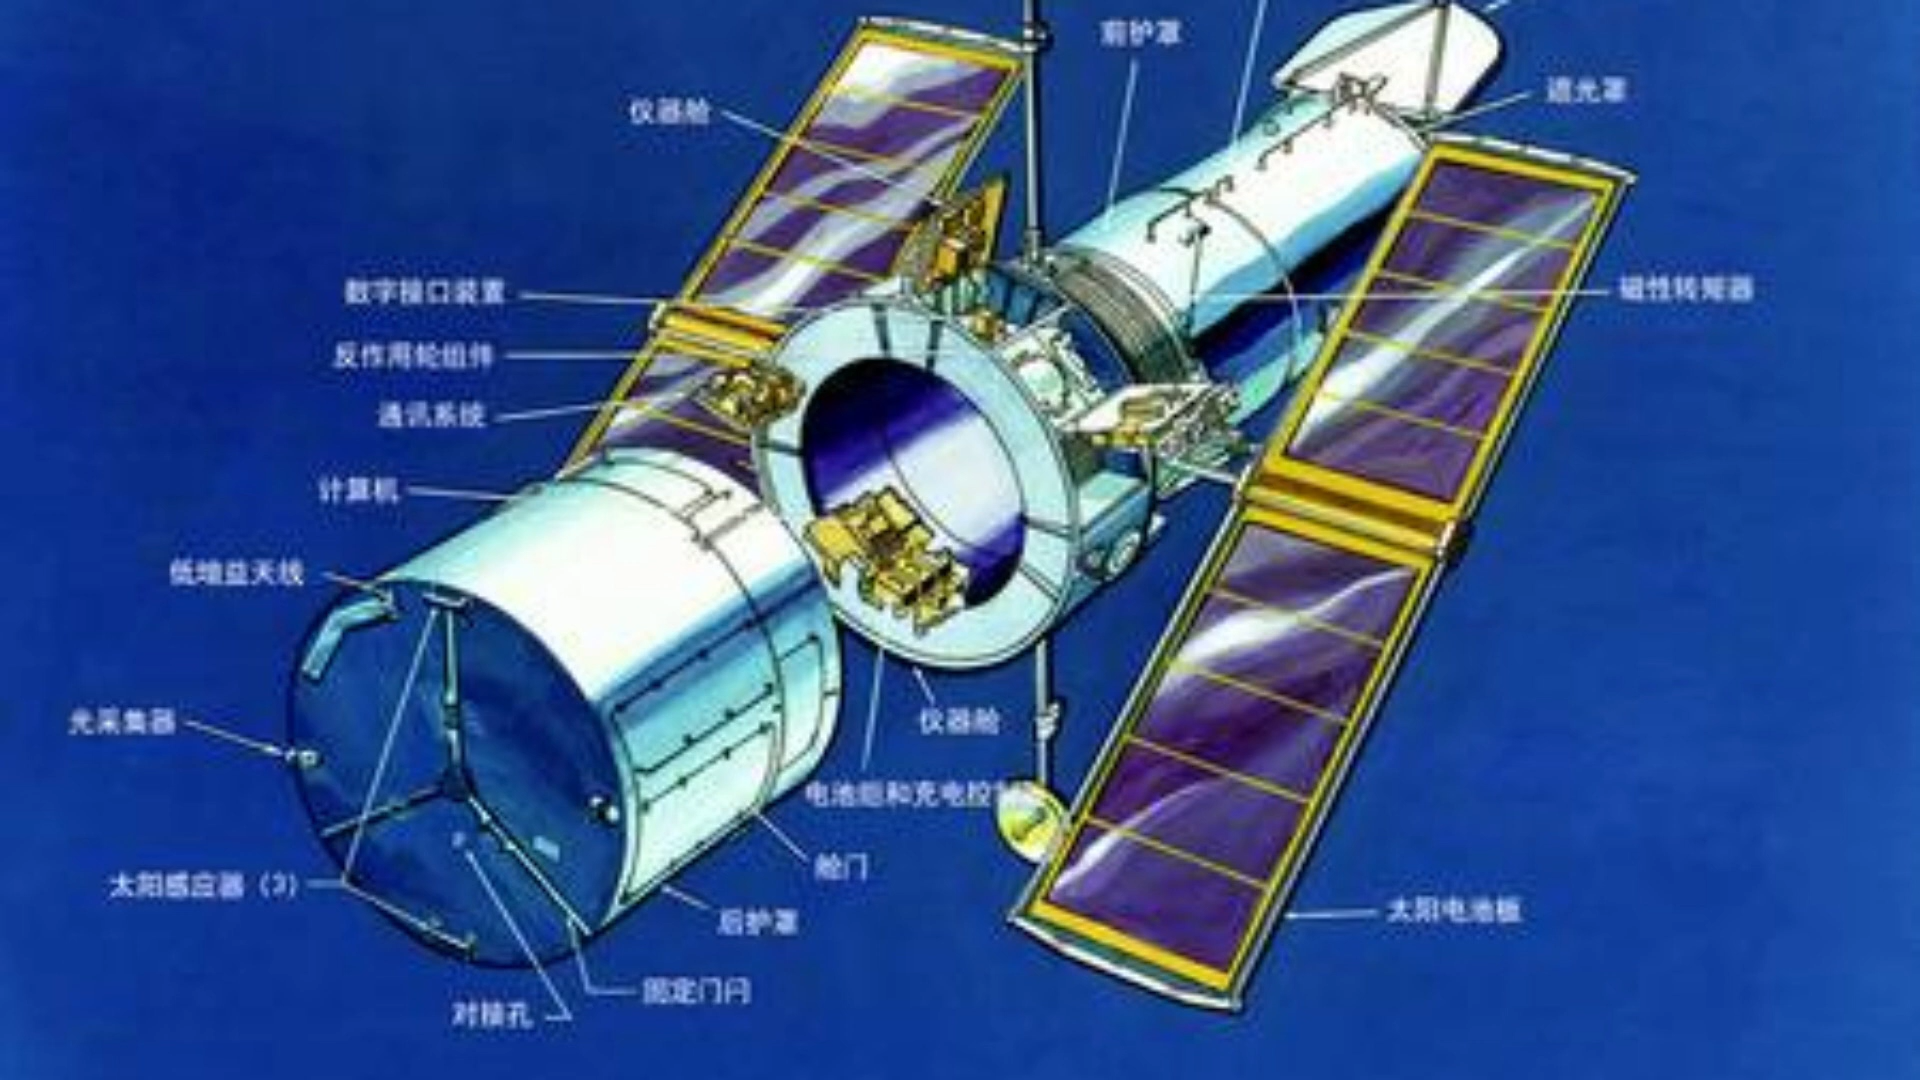 前护罩
遮光罩
仪器舱
数字接口装置
磁性转矩器
反作用轮组件
通讯系统
计算机
低增益天线
光采集器
仪器舱
电池组和充电控制
舱门
太阳感应器（3）
后护罩
太阳电池板
固定门闩
对接孔